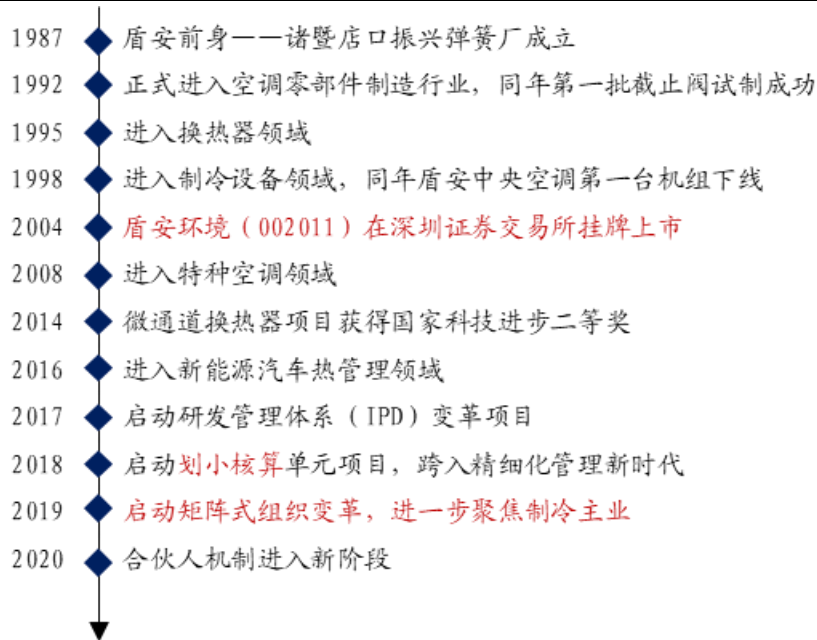 1987 盾安前身——诸暨店口振兴弹簧厂成立
1992 正式进入空调零部件制造行业，同年第一批截止阀试制成功
1995 进入换热器领域
1998 进入制冷设备领域，同年盾安中央空调第一台机组下线
2004 盾安环境（002011）在深圳证券交易所挂牌上市
2008 进入特种空调领域
2014 微通道换热器项目获得国家科技进步二等奖
2016 进入新能源汽车热管理领域
2017 启动研发管理体系（IPD）变革项目
2018 启动划小核算单元项目，跨入精细化管理新时代
2019 启动矩阵式组织变革，进一步聚焦制冷主业
2020 合伙人机制进入新阶段